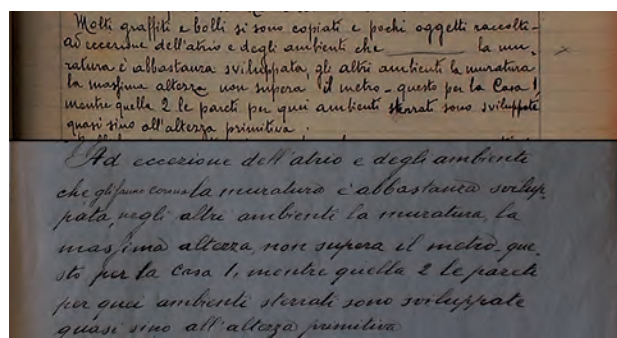 Molti graffiti e bolli si sono copiati e pochi oggetti raccolti-
ad eccezione dell'atrio e degli ambienti che ______ la mu-
ratura è abbastanza sviluppata, gli altri ambienti la muratura
la massima altezza non supera il metro - questo per la Casa 1,
mentre quella 2 le pareti per quei ambienti sterrati sono sviluppate
quasi sino all'altezza primitiva.
Ad eccezione dell'atrio e degli ambienti
che la muratura è abbastanza svilup-
pata, negli altri ambienti la muratura, la
massima altezza, non supera il metro - que-
sto per la Casa 1, mentre quella 2 le pareti
per quei ambienti sterrati sono sviluppate
quasi sino all'altezza primitiva